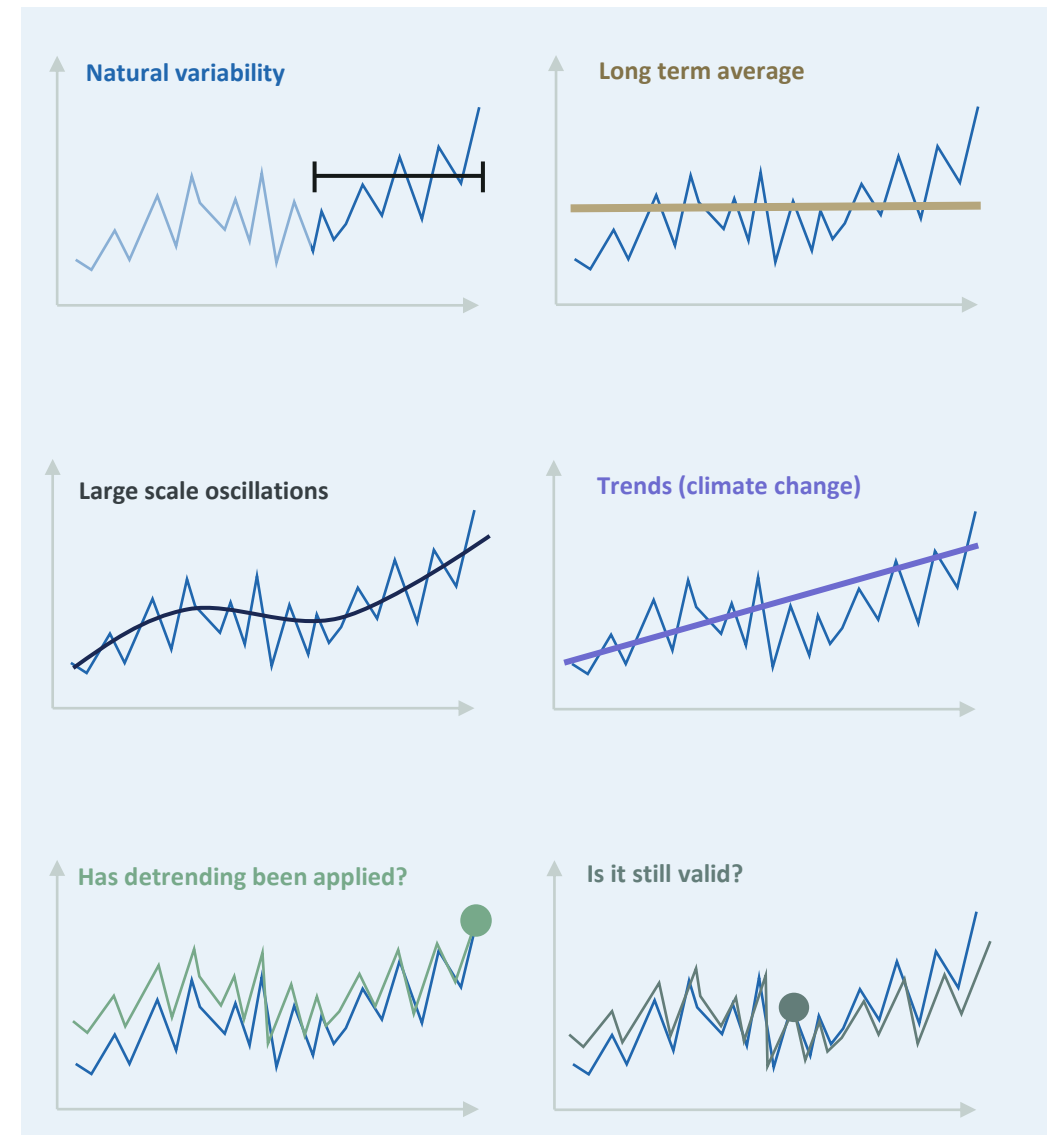 Natural variability
Long term average
Large scale oscillations
Trends (climate change)
Has detrending been applied?
Is it still valid?